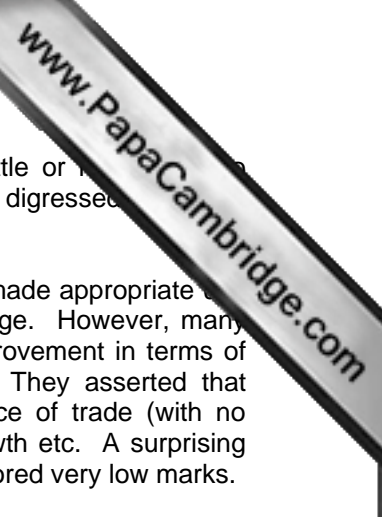 www.PapaCambridge.com
ttle or
digressed
nade appropriate
ge. However, many
rovement in terms of
They asserted that
ce of trade (with no
wth etc. A surprising
ored very low marks.